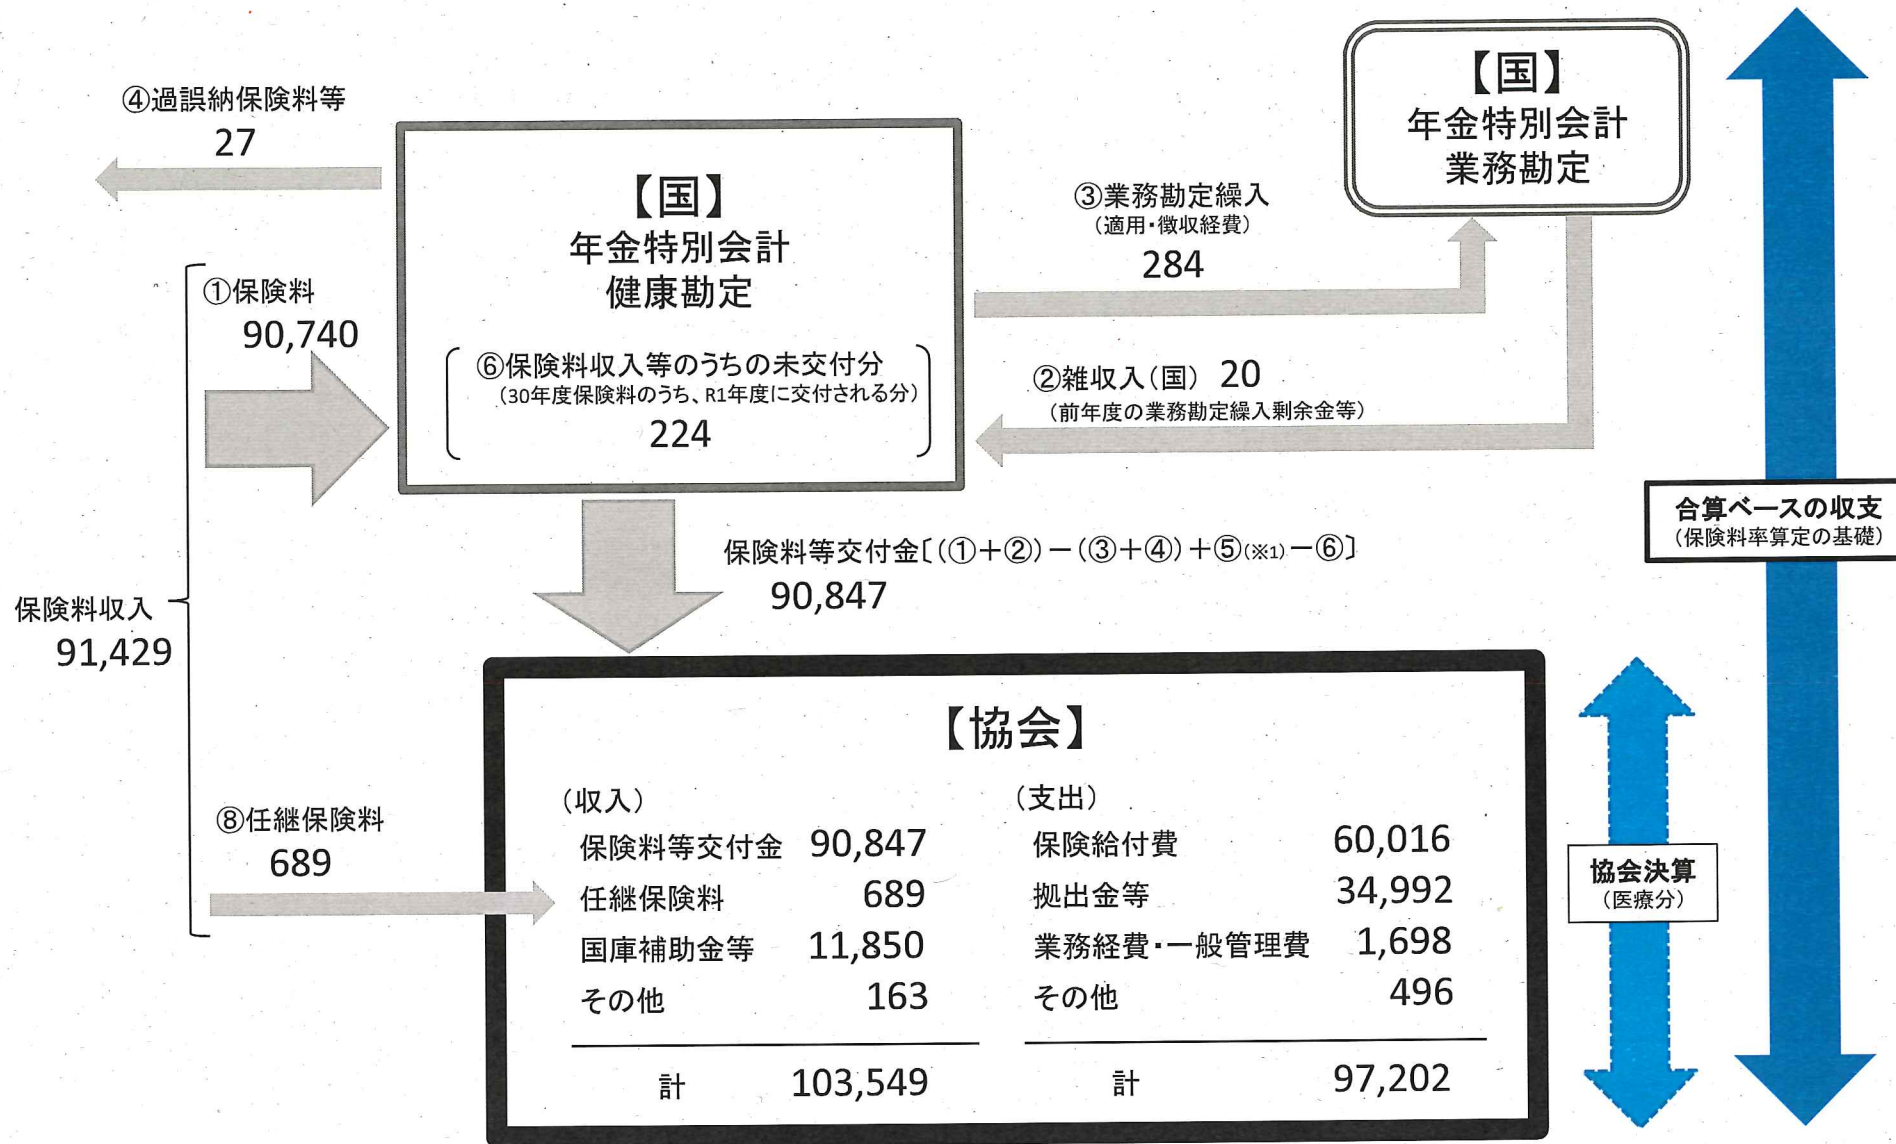 ④過誤納保険料等
27
【国】
年金特別会計
健康勘定
⑥保険料収入等のうちの未交付分
(30年度保険料のうち、R1年度に交付される分)
224
【国】
年金特別会計
業務勘定
③業務勘定繰入
(適用・徴収経費)
284
②雑収入(国) 20
(前年度の業務勘定繰入剰余金等)
①保険料
90,740
保険料収入
91,429
保険料等交付金〔(①+②)-(③+④)+⑤(※1)-⑥〕
90,847
合算ベースの収支
(保険料率算定の基礎)
⑧任継保険料
689
【協会】
(収入)
保険料等交付金 90,847
任継保険料 689
国庫補助金等 11,850
その他 163
計 103,549
(支出)
保険給付費 60,016
拠出金等 34,992
業務経費・一般管理費 1,698
その他 496
計 97,202
協会決算
(医療分)